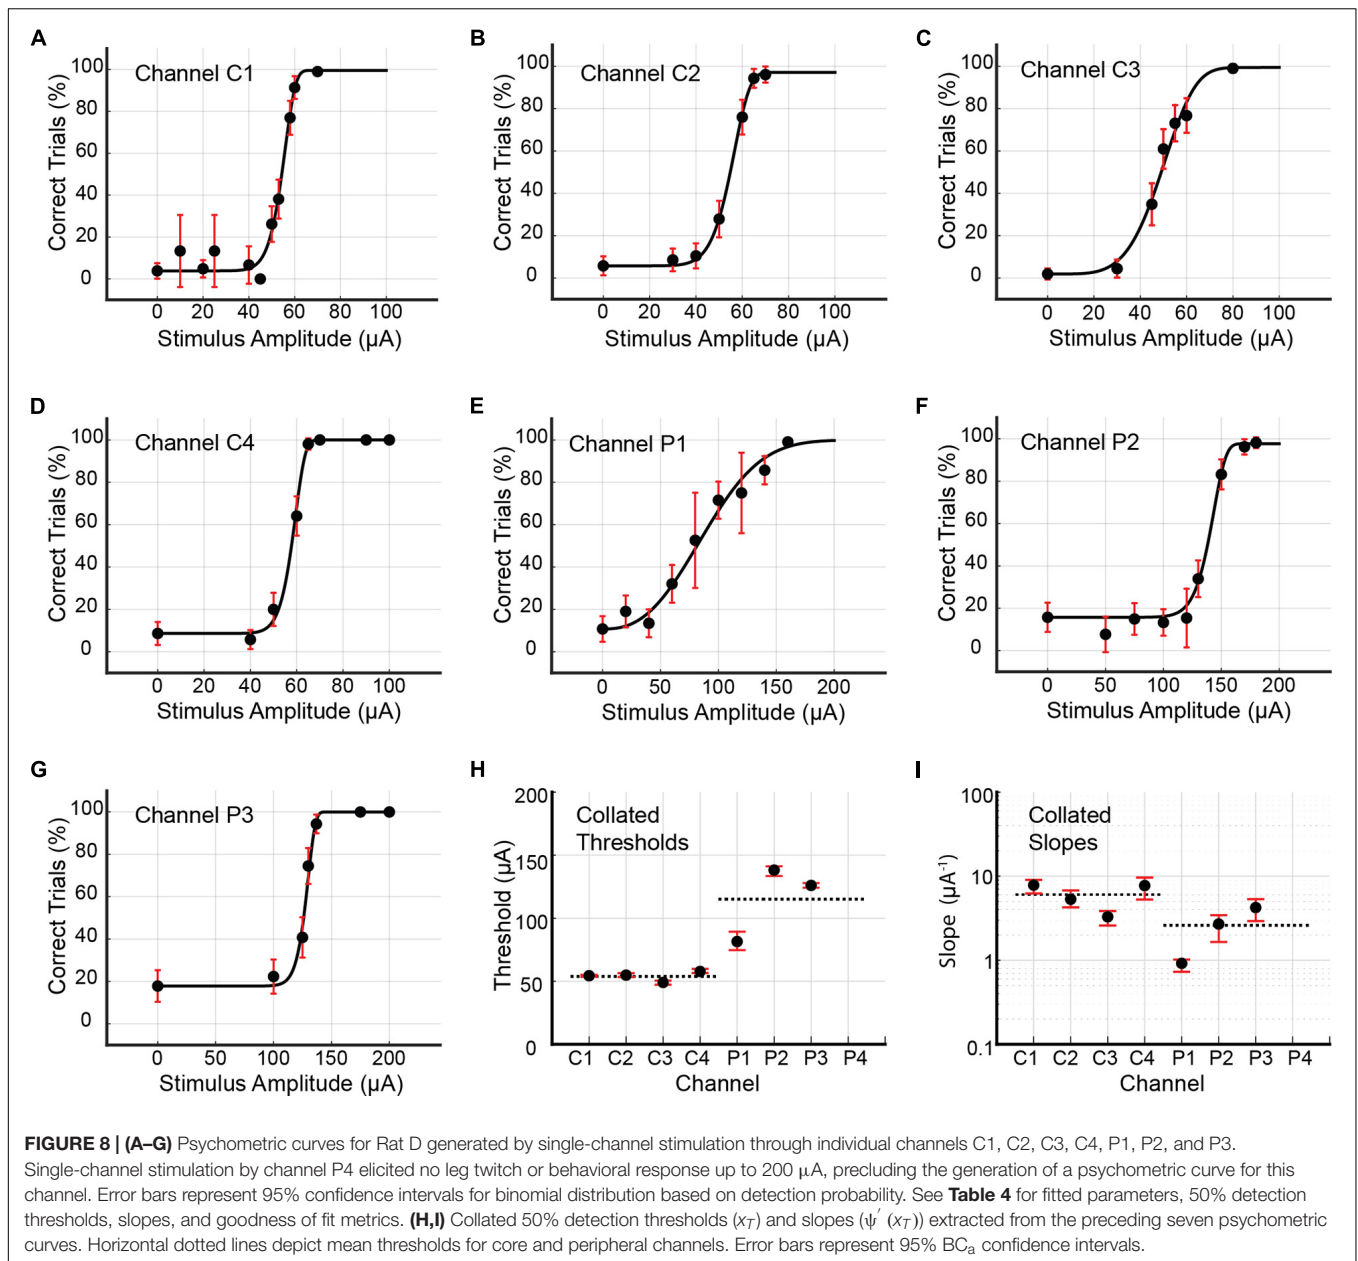 A
Channel C1
Correct Trials (%)
100
80
60
40
20
0
0 20 40 60 80 100
Stimulus Amplitude (µA)
B
Channel C2
Correct Trials (%)
100
80
60
40
20
0
0 20 40 60 80 100
Stimulus Amplitude (µA)
C
Channel C3
Correct Trials (%)
100
80
60
40
20
0
0 20 40 60 80 100
Stimulus Amplitude (µA)
D
Channel C4
Correct Trials (%)
100
80
60
40
20
0
0 20 40 60 80 100
Stimulus Amplitude (µA)
E
Channel P1
Correct Trials (%)
100
80
60
40
20
0
0 50 100 150 200
Stimulus Amplitude (µA)
F
Channel P2
Correct Trials (%)
100
80
60
40
20
0
0 50 100 150 200
Stimulus Amplitude (µA)
G
Channel P3
Correct Trials (%)
100
80
60
40
20
0
0 50 100 150 200
Stimulus Amplitude (µA)
H
Collated
Thresholds
Threshold (µA)
200
150
100
50
0
C1 C2 C3 C4 P1 P2 P3 P4
Channel
I
Collated
Slopes
Slope (µA⁻¹)
100
10
1
0.1
C1 C2 C3 C4 P1 P2 P3 P4
Channel
FIGURE 8 | (A–G) Psychometric curves for Rat D generated by single-channel stimulation through individual channels C1, C2, C3, C4, P1, P2, and P3.
Single-channel stimulation by channel P4 elicited no leg twitch or behavioral response up to 200 µA, precluding the generation of a psychometric curve for this
channel. Error bars represent 95% confidence intervals for binomial distribution based on detection probability. See Table 4 for fitted parameters, 50% detection
thresholds, slopes, and goodness of fit metrics. (H,I) Collated 50% detection thresholds (x_T) and slopes (ψ′ (x_T)) extracted from the preceding seven psychometric
curves. Horizontal dotted lines depict mean thresholds for core and peripheral channels. Error bars represent 95% BCₐ confidence intervals.